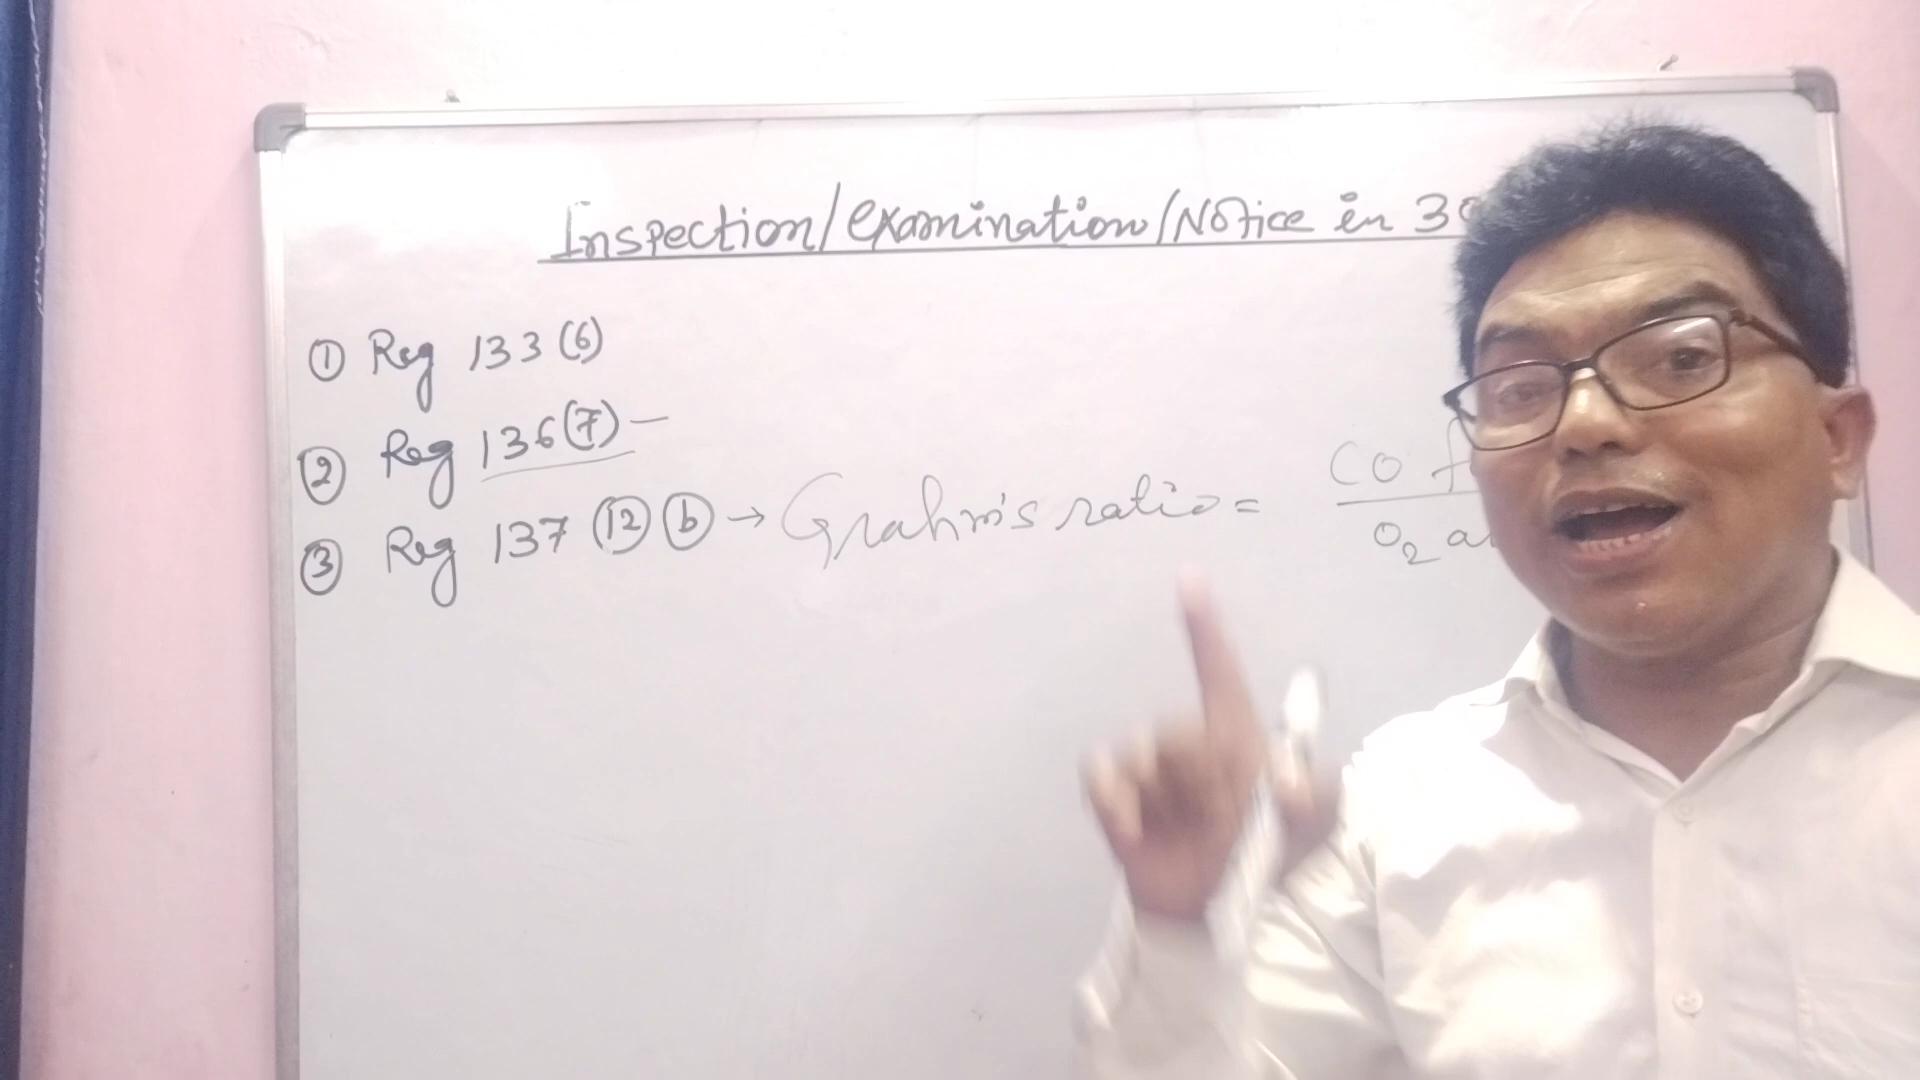 Inspection/Examination/Notice in 30
① Reg 133 (6)
② Reg 136(7) -
③ Reg 137 ⑫ ⓑ → Grahm's ratio = CO f / O₂ a